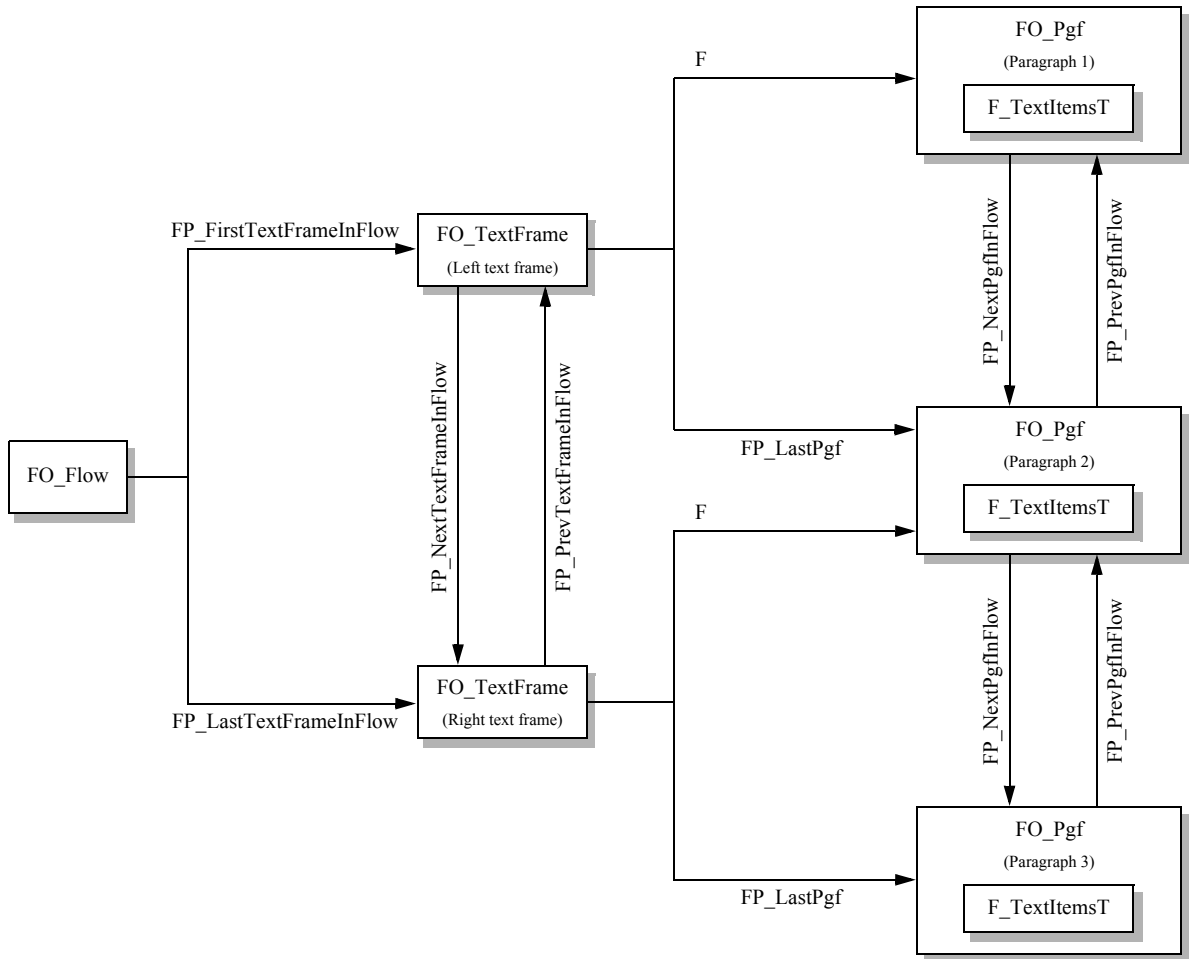 FO_Pgf
(Paragraph 1)
F_TextItemsT
F
FP_NextPgfInFlow
FP_PrevPgfInFlow
FP_FirstTextFrameInFlow
FO_TextFrame
(Left text frame)
FP_NextTextFrameInFlow
FP_PrevTextFrameInFlow
FO_Flow
FP_LastPgf
FO_Pgf
(Paragraph 2)
F_TextItemsT
F
FP_NextPgfInFlow
FP_PrevPgfInFlow
FO_TextFrame
(Right text frame)
FP_LastTextFrameInFlow
FO_Pgf
(Paragraph 3)
F_TextItemsT
FP_LastPgf